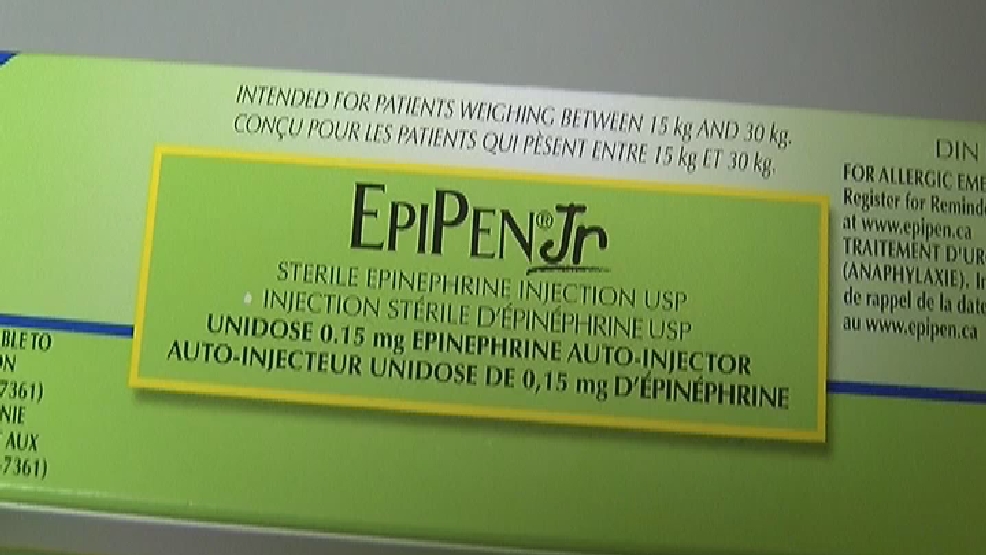 INTENDED FOR PATIENTS WEIGHING BETWEEN 15 kg AND 30 kg.
CONÇU POUR LES PATIENTS QUI PÈSENT ENTRE 15 kg ET 30 kg.
EPIPEN®Jr
STERILE EPINEPHRINE INJECTION USP
INJECTION STÉRILE D'ÉPINÉPHRINE USP
UNIDOSE 0.15 mg EPINEPHRINE AUTO-INJECTOR
AUTO-INJECTEUR UNIDOSE DE 0,15 mg D'ÉPINÉPHRINE
DIN
FOR ALLERGIC EME
Register for Remind
at www.epipen.ca
TRAITEMENT D'UR
(ANAPHYLAXIE). In
de rappel de la date
au www.epipen.ca
BLE TO
ON
7361)
NIE
AUX
-7361)